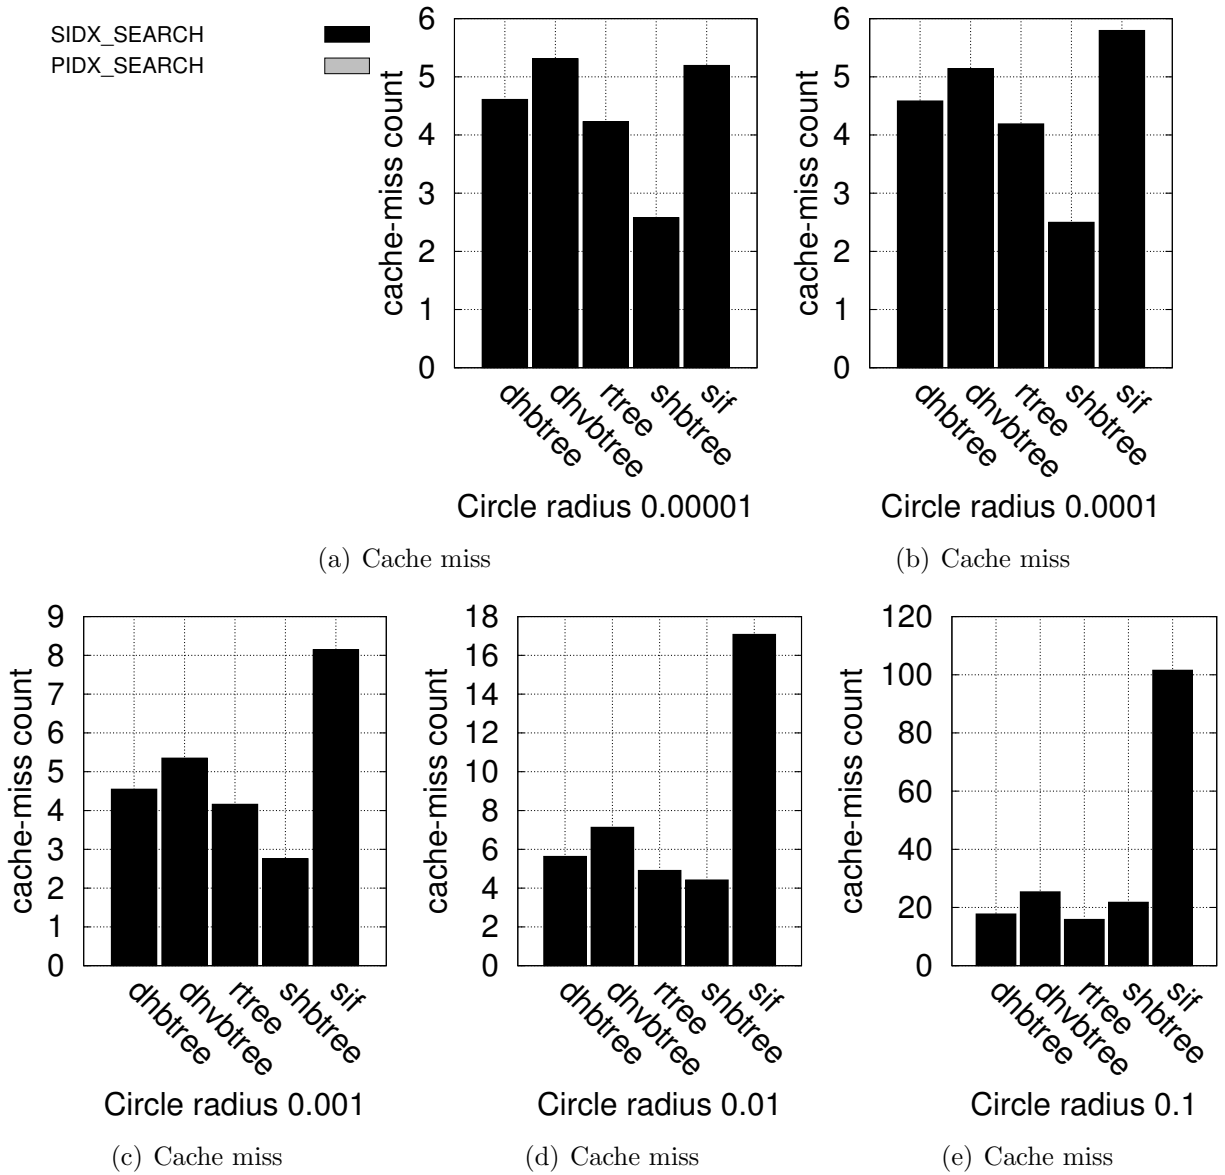 SIDX_SEARCH
PIDX_SEARCH
cache-miss count
6
5
4
3
2
1
0
dhbtree
dhvbtree
rtree
shbtree
sif
Circle radius 0.00001
(a) Cache miss
cache-miss count
6
5
4
3
2
1
0
dhbtree
dhvbtree
rtree
shbtree
sif
Circle radius 0.0001
(b) Cache miss
cache-miss count
9
8
7
6
5
4
3
2
1
0
dhbtree
dhvbtree
rtree
shbtree
sif
Circle radius 0.001
(c) Cache miss
cache-miss count
18
16
14
12
10
8
6
4
2
0
dhbtree
dhvbtree
rtree
shbtree
sif
Circle radius 0.01
(d) Cache miss
cache-miss count
120
100
80
60
40
20
0
dhbtree
dhvbtree
rtree
shbtree
sif
Circle radius 0.1
(e) Cache miss